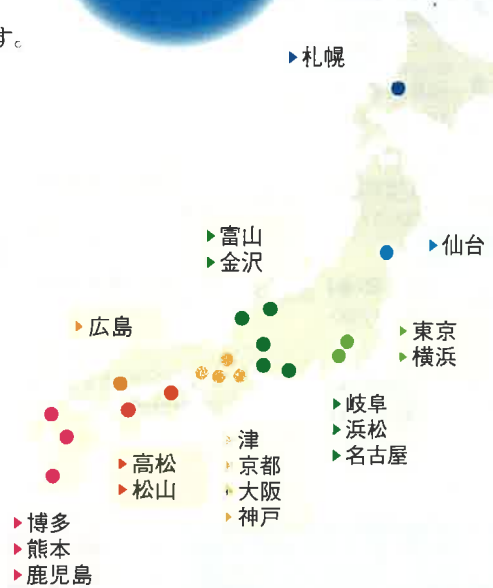 す。
札幌
富山
金沢
仙台
広島
東京
横浜
岐阜
浜松
名古屋
高松
松山
津
京都
大阪
神戸
博多
熊本
鹿児島